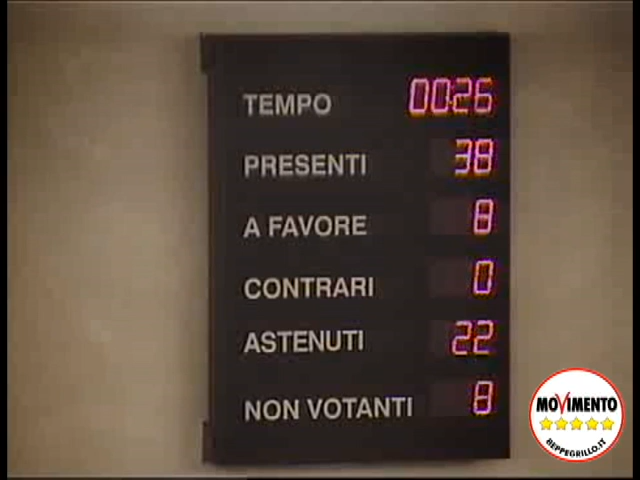 TEMPO 00:26
PRESENTI 38
A FAVORE 8
CONTRARI 0
ASTENUTI 22
NON VOTANTI 8
MOVIMENTO
BEPPEGRILLO.IT